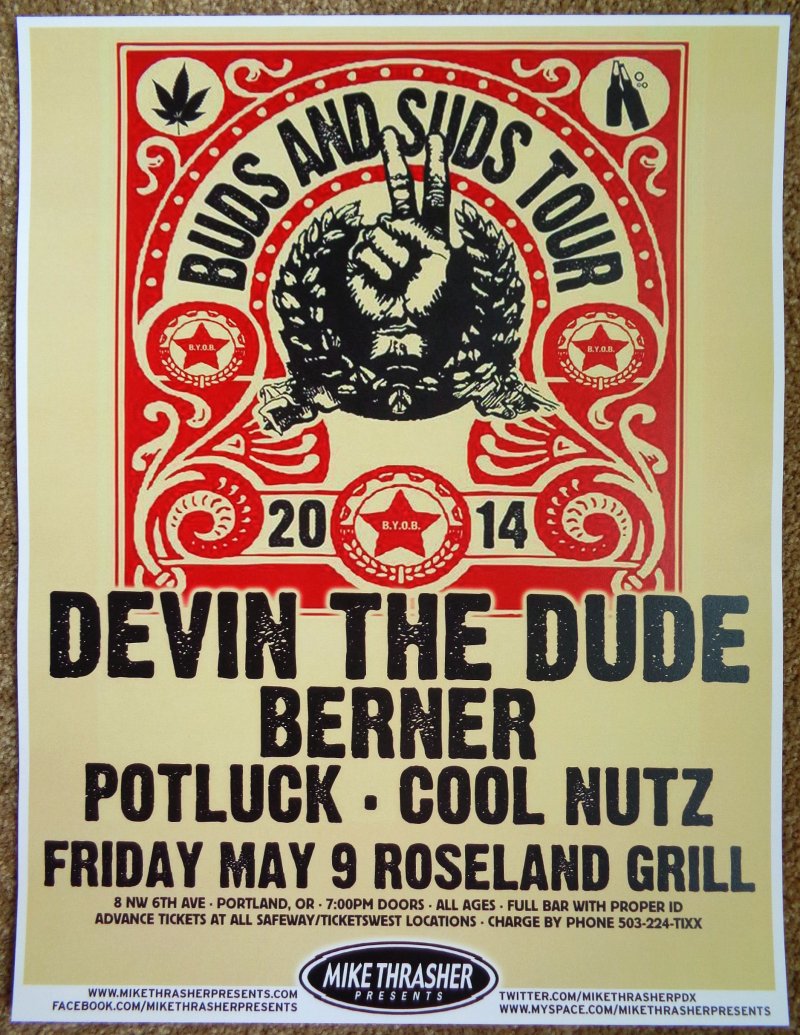 BUDS AND SUDS TOUR
B.Y.O.B.
B.Y.O.B.
20 B.Y.O.B. 14
DEVIN THE DUDE
BERNER
POTLUCK · COOL NUTZ
FRIDAY MAY 9 ROSELAND GRILL
8 NW 6TH AVE · PORTLAND, OR · 7:00PM DOORS · ALL AGES · FULL BAR WITH PROPER ID
ADVANCE TICKETS AT ALL SAFEWAY/TICKETSWEST LOCATIONS · CHARGE BY PHONE 503-224-TIXX
MIKE THRASHER
PRESENTS
WWW.MIKETHRASHERPRESENTS.COM
FACEBOOK.COM/MIKETHRASHERPRESENTS
TWITTER.COM/MIKETHRASHERPDX
WWW.MYSPACE.COM/MIKETHRASHERPRESENTS